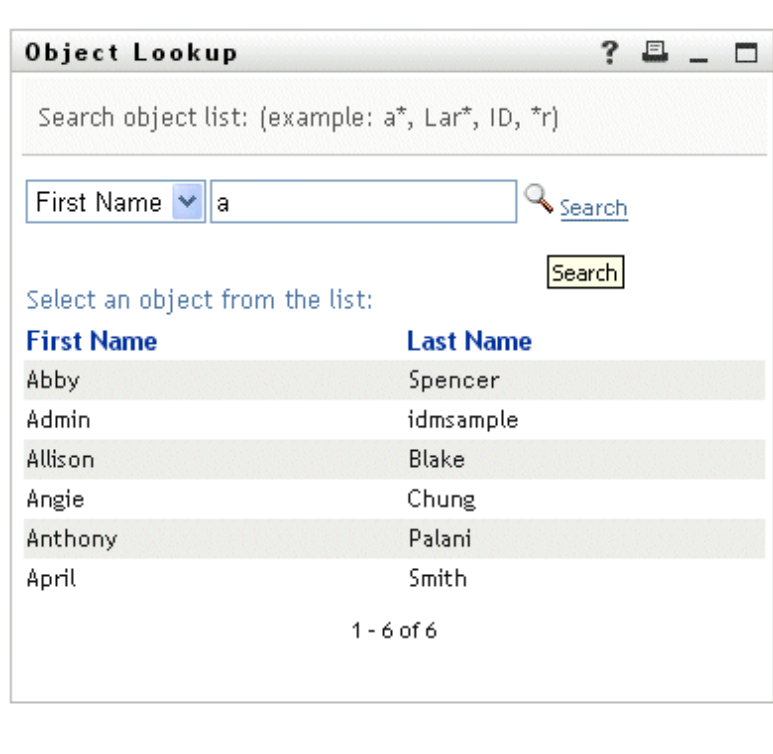 Object Lookup ?
Search object list: (example: a*, Lar*, ID, *r)
First Name a Search
Search
Select an object from the list:
First Name Last Name
Abby Spencer
Admin idmsample
Allison Blake
Angie Chung
Anthony Palani
April Smith
1 - 6 of 6